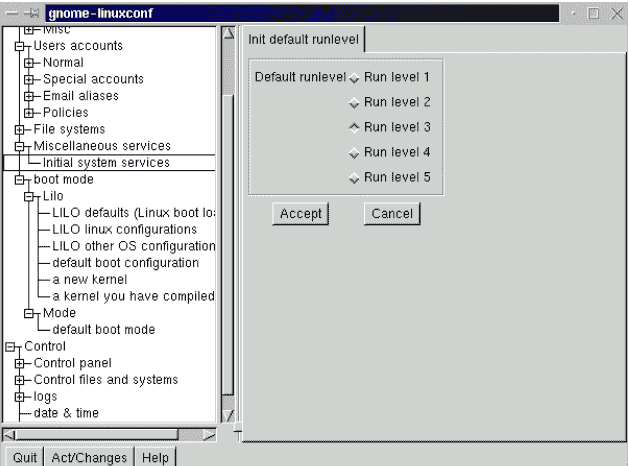 gnome-linuxconf
Misc
Users accounts
Normal
Special accounts
Email aliases
Policies
File systems
Miscellaneous services
Initial system services
boot mode
Lilo
LILO defaults (Linux boot loa
LILO linux configurations
LILO other OS configuration
default boot configuration
a new kernel
a kernel you have compiled
Mode
default boot mode
Control
Control panel
Control files and systems
logs
date & time
Quit Act/Changes Help
Init default runlevel
Default runlevel Run level 1
Run level 2
Run level 3
Run level 4
Run level 5
Accept Cancel